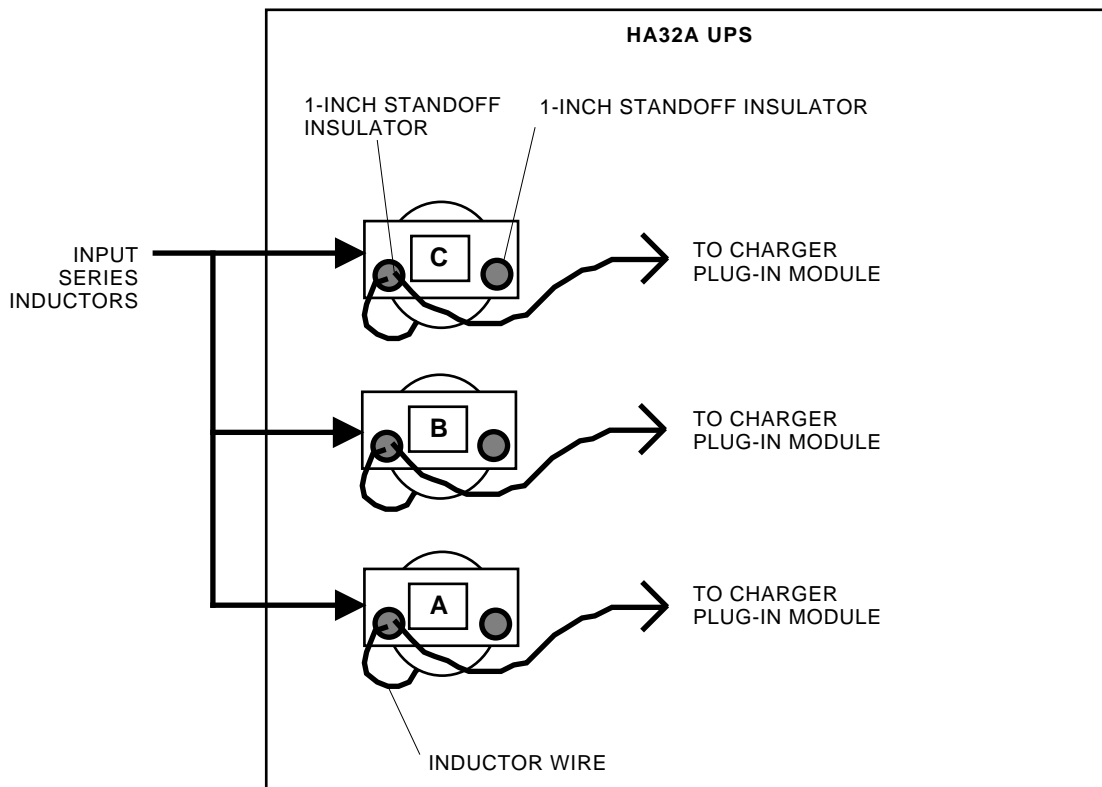 HA32A UPS
1-INCH STANDOFF
INSULATOR
1-INCH STANDOFF INSULATOR
INPUT
SERIES
INDUCTORS
C
TO CHARGER
PLUG-IN MODULE
B
TO CHARGER
PLUG-IN MODULE
A
TO CHARGER
PLUG-IN MODULE
INDUCTOR WIRE